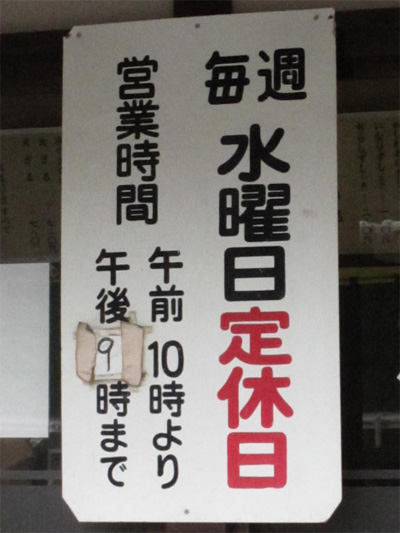 毎週
水曜日定休日
営業時間
午前10時より
午後9時まで